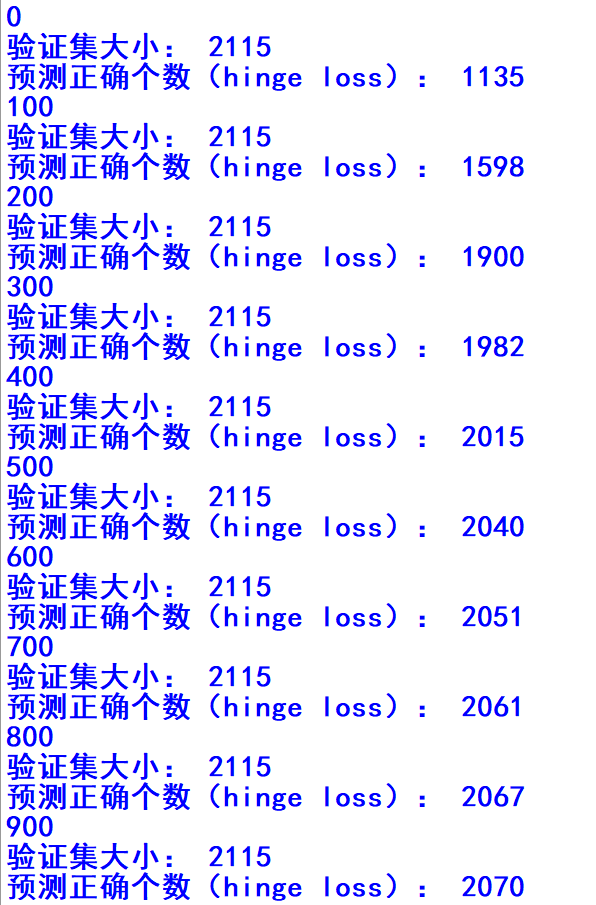 0
验证集大小： 2115
预测正确个数（hinge loss）： 1135
100
验证集大小： 2115
预测正确个数（hinge loss）： 1598
200
验证集大小： 2115
预测正确个数（hinge loss）： 1900
300
验证集大小： 2115
预测正确个数（hinge loss）： 1982
400
验证集大小： 2115
预测正确个数（hinge loss）： 2015
500
验证集大小： 2115
预测正确个数（hinge loss）： 2040
600
验证集大小： 2115
预测正确个数（hinge loss）： 2051
700
验证集大小： 2115
预测正确个数（hinge loss）： 2061
800
验证集大小： 2115
预测正确个数（hinge loss）： 2067
900
验证集大小： 2115
预测正确个数（hinge loss）： 2070